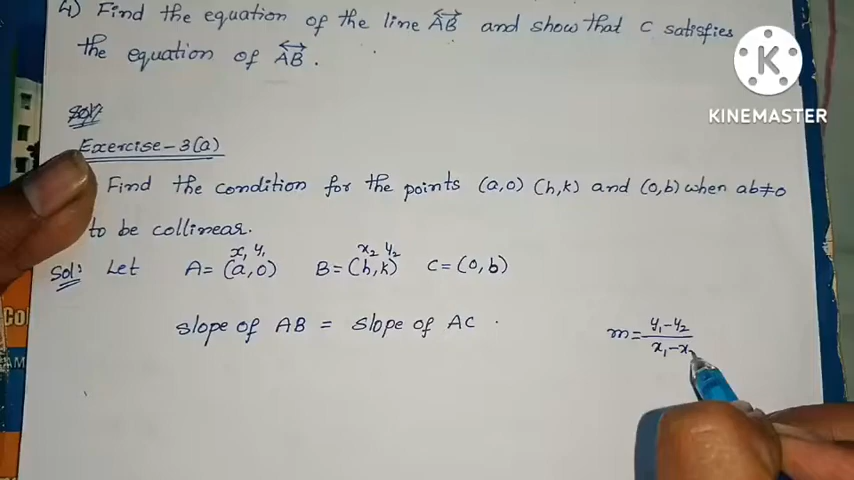 4) Find the equation of the line AB and show that C satisfies
the equation of AB.
KINEMASTER
Sol:
Exercise-3(a)
Find the condition for the points (a,0) (h,k) and (0,b) when ab≠0
to be collinear.
x₁ y₁ x₂ y₂
Sol: Let A=(a,0) B=(h,k) C=(0,b)
slope of AB = slope of AC
m=y₁-y₂/x₁-x₂